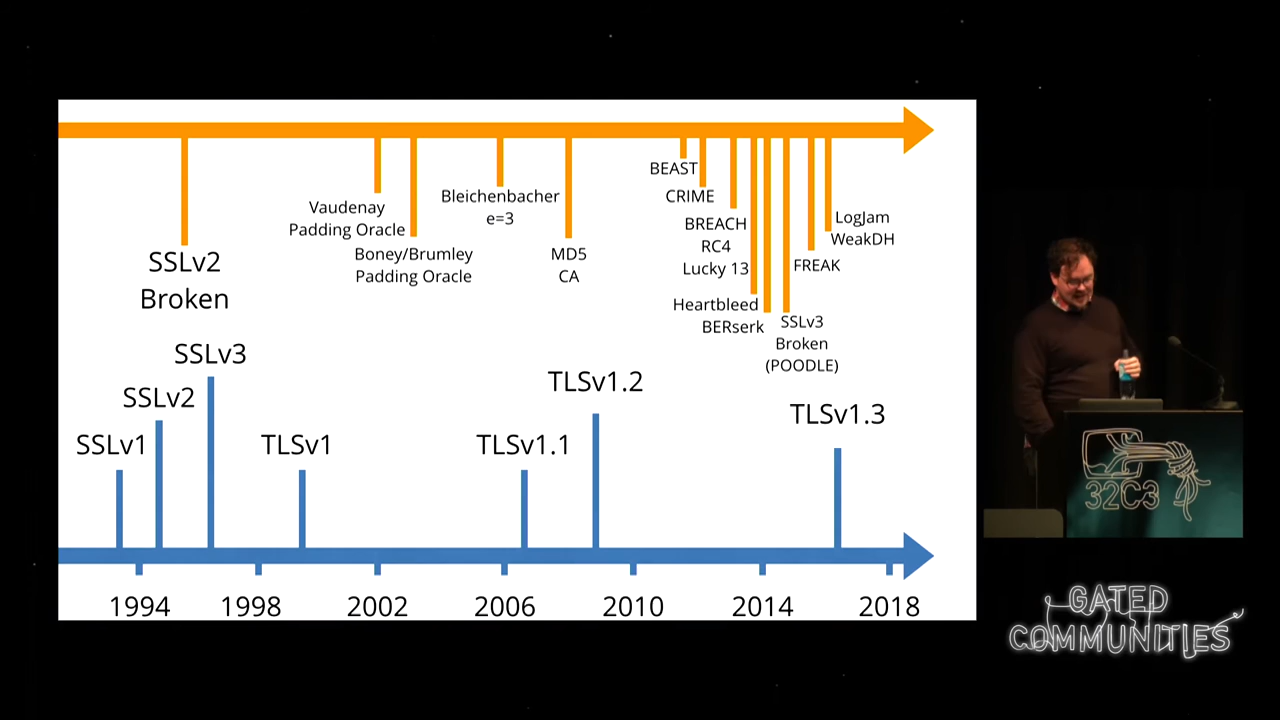 BEAST
CRIME
Vaudenay
Padding Oracle
Bleichenbacher
e=3
BREACH
RC4
Lucky 13
LogJam
WeakDH
SSLv2
Broken
Boney/Brumley
Padding Oracle
MD5
CA
FREAK
Heartbleed
BERserk
SSLv3
Broken
(POODLE)
SSLv1
SSLv2
SSLv3
TLSv1
TLSv1.1
TLSv1.2
TLSv1.3
1994
1998
2002
2006
2010
2014
2018
32C3
GATED
COMMUNITIES